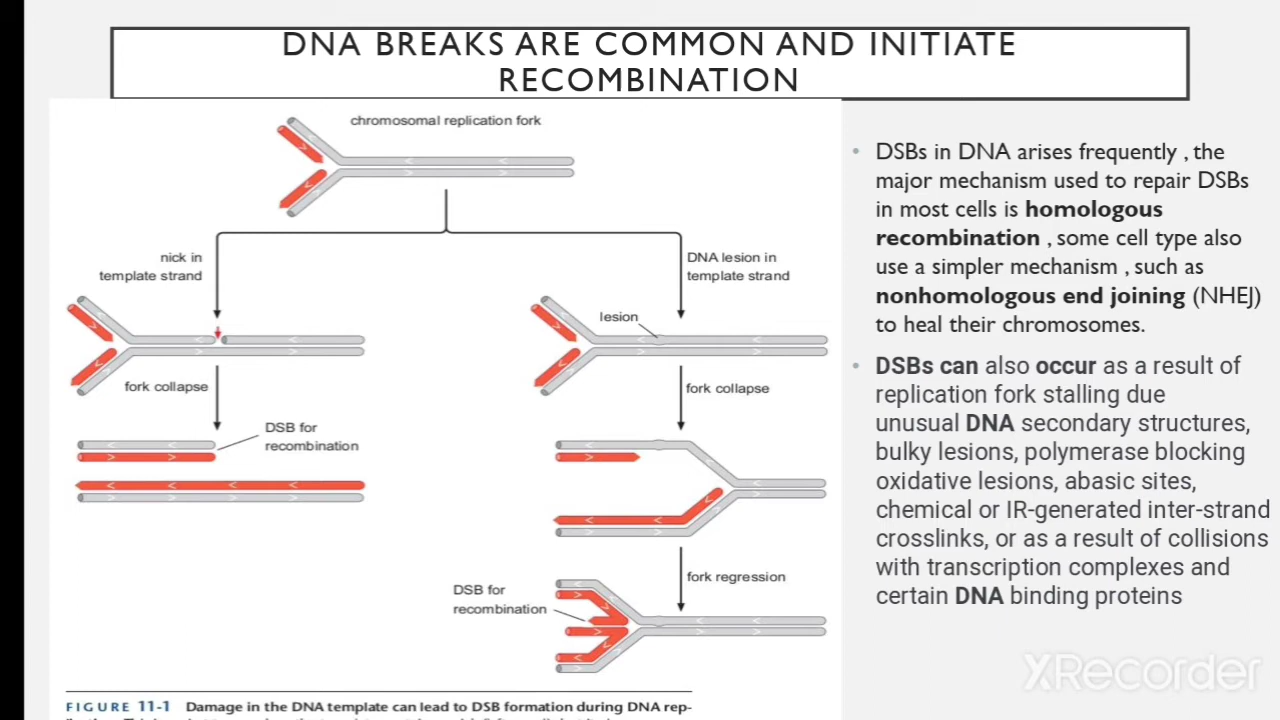 DNA BREAKS ARE COMMON AND INITIATE
RECOMBINATION
chromosomal replication fork
nick in
template strand
DNA lesion in
template strand
lesion
fork collapse
fork collapse
DSB for
recombination
fork regression
DSB for
recombination
FIGURE 11-1 Damage in the DNA template can lead to DSB formation during DNA rep-
• DSBs in DNA arises frequently , the
major mechanism used to repair DSBs
in most cells is homologous
recombination , some cell type also
use a simpler mechanism , such as
nonhomologous end joining (NHEJ)
to heal their chromosomes.
• DSBs can also occur as a result of
replication fork stalling due
unusual DNA secondary structures,
bulky lesions, polymerase blocking
oxidative lesions, abasic sites,
chemical or IR-generated inter-strand
crosslinks, or as a result of collisions
with transcription complexes and
certain DNA binding proteins
XRecorder